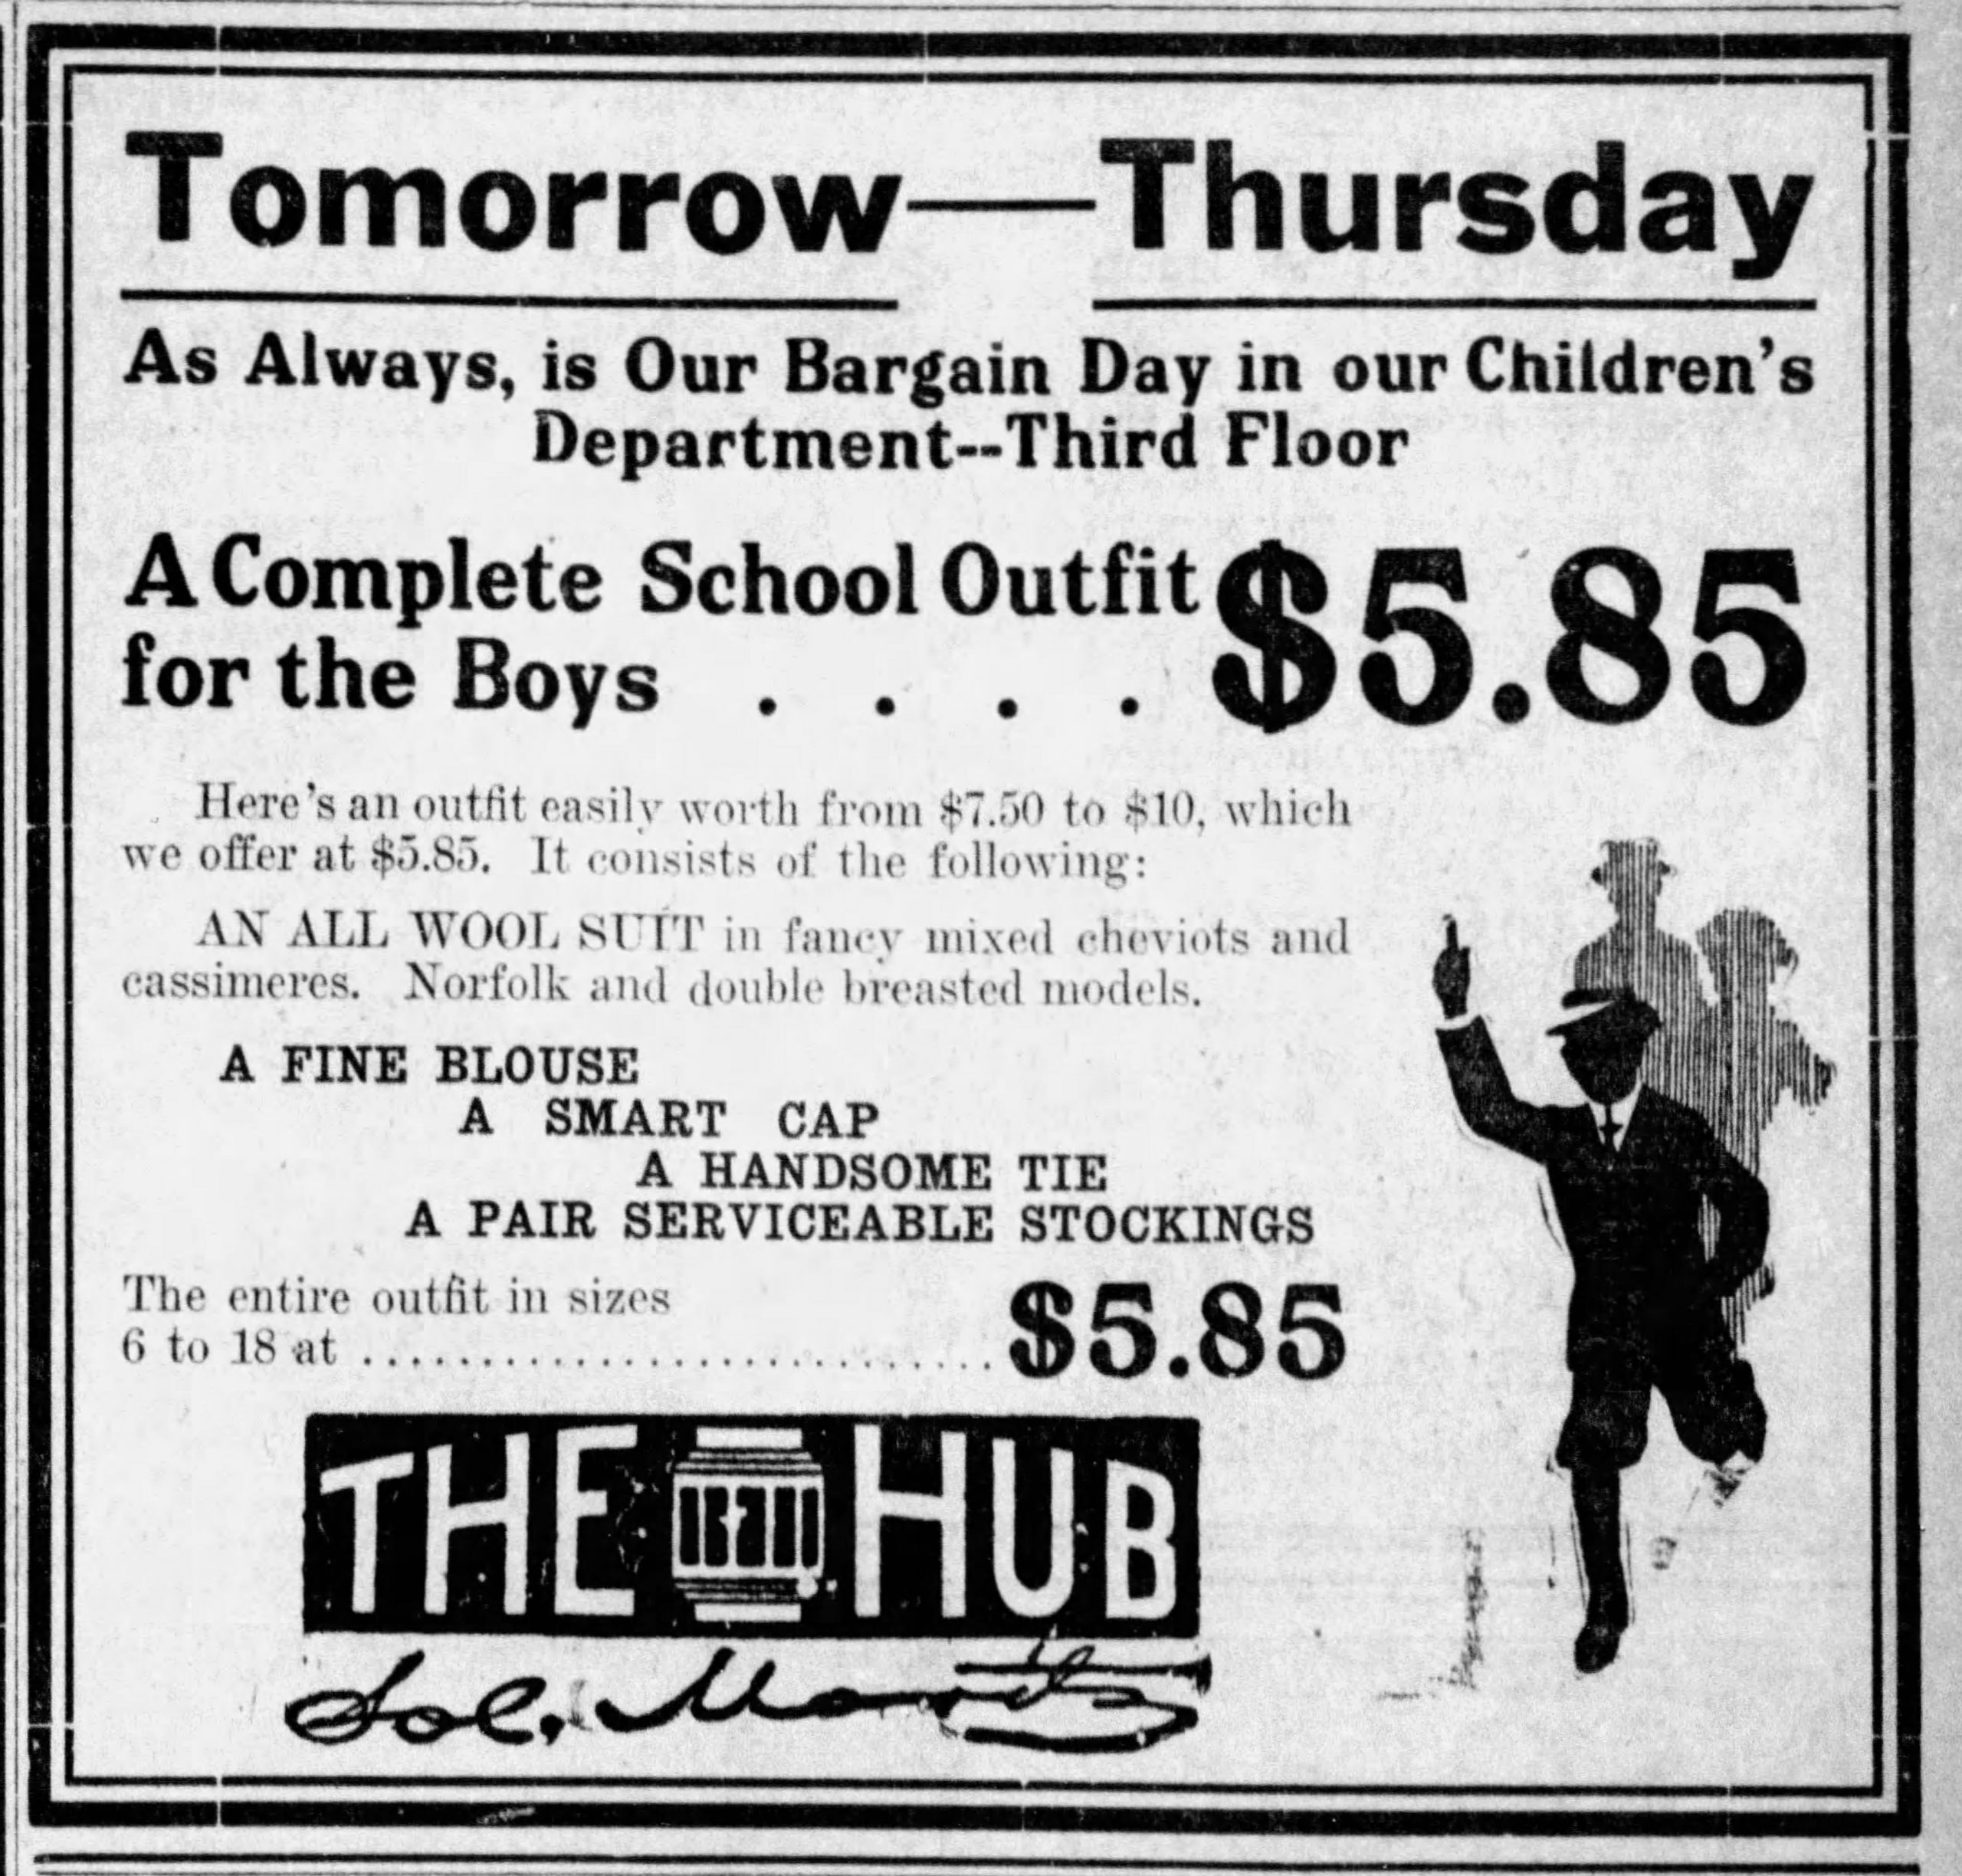 Tomorrow—Thursday
As Always, is Our Bargain Day in our Children's
Department--Third Floor
A Complete School Outfit
for the Boys . . . . $5.85
Here's an outfit easily worth from $7.50 to $10, which
we offer at $5.85. It consists of the following:
AN ALL WOOL SUIT in fancy mixed cheviots and
cassimeres. Norfolk and double breasted models.
A FINE BLOUSE
A SMART CAP
A HANDSOME TIE
A PAIR SERVICEABLE STOCKINGS
The entire outfit in sizes
6 to 18 at ................................ $5.85
THE HUB
Sol.